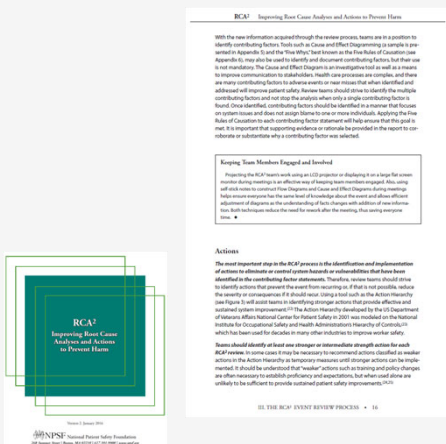 RCA² Improving Root Cause Analyses and Actions to Prevent Harm
With the new information acquired through the review process, teams are in a position to
identify contributing factors. Tools such as Cause and Effect Diagramming (a sample is pre-
sented in Appendix 5) and the "Five Whys," best known as the Five Rules of Causation (see
Appendix 6), may also be used to identify and document contributing factors, but their use
is not mandatory. The Cause and Effect Diagram is an investigative tool as well as a means
to improve communication to stakeholders. Health care processes are complex, and there
are many contributing factors to adverse events or near misses that when identified and
addressed will improve patient safety. Review teams should strive to identify the multiple
contributing factors and not stop the analysis when only a single contributing factor is
found. Once identified, contributing factors should be identified in a manner that focuses
on system issues and does not assign blame to one or more individuals. Applying the Five
Rules of Causation to each contributing factor statement will help ensure that this goal is
met. It is important that supporting evidence or rationale be provided in the report to cor-
roborate or substantiate why a contributing factor was selected.
Keeping Team Members Engaged and Involved
Projecting the RCA² team's work using an LCD projector or displaying it on a large flat screen
monitor during meetings is an effective way of keeping team members engaged. Also, using
self-stick notes to construct Flow Diagrams and Cause and Effect Diagrams during meetings
helps ensure everyone has the same level of knowledge about the event and allows efficient
adjustment of diagrams as the understanding of facts changes with addition of new informa-
tion. Both techniques reduce the need for rework after the meeting, thus saving everyone
time.
Actions
The most important step in the RCA² process is the identification and implementation
of actions to eliminate or control system hazards or vulnerabilities that have been
identified in the contributing factor statements. Therefore, review teams should strive
to identify actions that prevent the event from recurring or, if that is not possible, reduce
the severity or consequences if it should recur. Using a tool such as the Action Hierarchy
(see Figure 3) will assist teams in identifying stronger actions that provide effective and
sustained system improvement. The Action Hierarchy developed by the US Department
of Veterans Affairs National Center for Patient Safety in 2001 was modeled on the National
Institute for Occupational Safety and Health Administration's Hierarchy of Controls,
which has been used for decades in many other industries to improve worker safety.
Teams should identify at least one stronger or intermediate strength action for each
RCA² review. In some cases it may be necessary to recommend actions classified as weaker
actions in the Action Hierarchy as temporary measures until stronger actions can be imple-
mented. It should be understood that "weaker" actions such as training and policy changes
are often necessary to establish proficiency and expectations, but when used alone are
unlikely to be sufficient to provide sustained patient safety improvements.
III. THE RCA² EVENT REVIEW PROCESS • 16
RCA²
Improving Root Cause
Analyses and Actions
to Prevent Harm
Version 2. January 2016
NPSF National Patient Safety Foundation